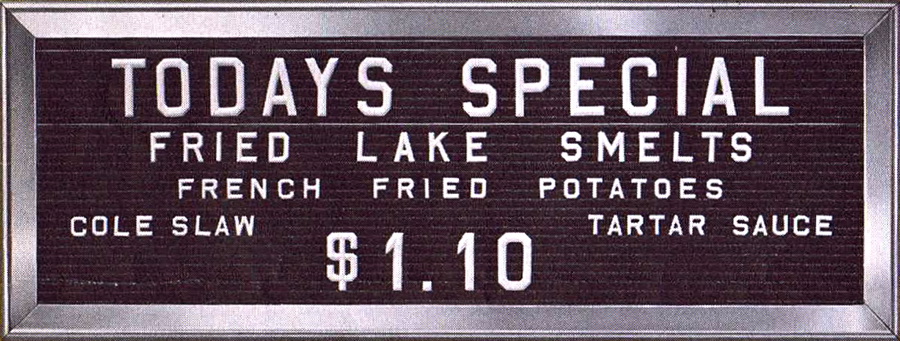 TODAYS SPECIAL
FRIED LAKE SMELTS
FRENCH FRIED POTATOES
COLE SLAW TARTAR SAUCE
$1.10